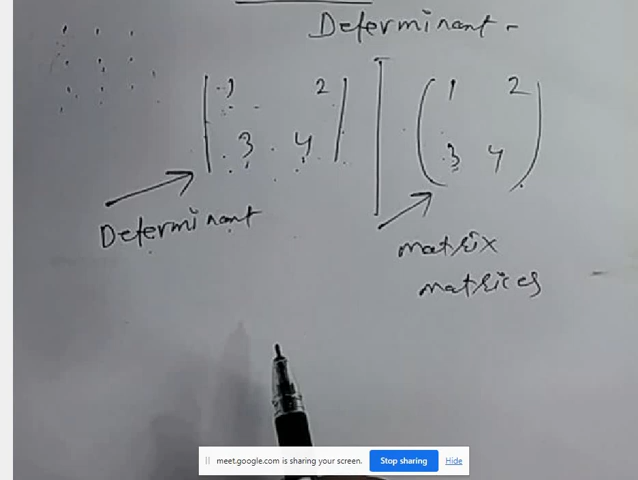 Determinant -
| 1 2 | ( 1 2 )
| 3 4 | ( 3 4 )
Determinant
matrix
matrices
meet.google.com is sharing your screen. Stop sharing Hide